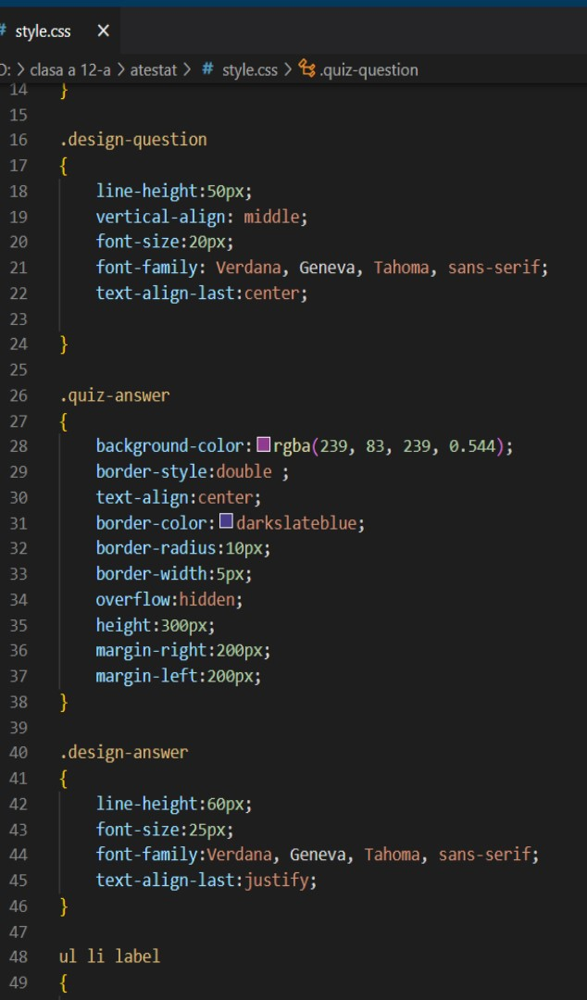 # style.css ×
D: > clasa a 12-a > atestat > # style.css > .quiz-question
14 }
15
16 .design-question
17 {
18 line-height:50px;
19 vertical-align: middle;
20 font-size:20px;
21 font-family: Verdana, Geneva, Tahoma, sans-serif;
22 text-align-last:center;
23
24 }
25
26 .quiz-answer
27 {
28 background-color:rgba(239, 83, 239, 0.544);
29 border-style:double ;
30 text-align:center;
31 border-color:darkslateblue;
32 border-radius:10px;
33 border-width:5px;
34 overflow:hidden;
35 height:300px;
36 margin-right:200px;
37 margin-left:200px;
38 }
39
40 .design-answer
41 {
42 line-height:60px;
43 font-size:25px;
44 font-family:Verdana, Geneva, Tahoma, sans-serif;
45 text-align-last:justify;
46 }
47
48 ul li label
49 {